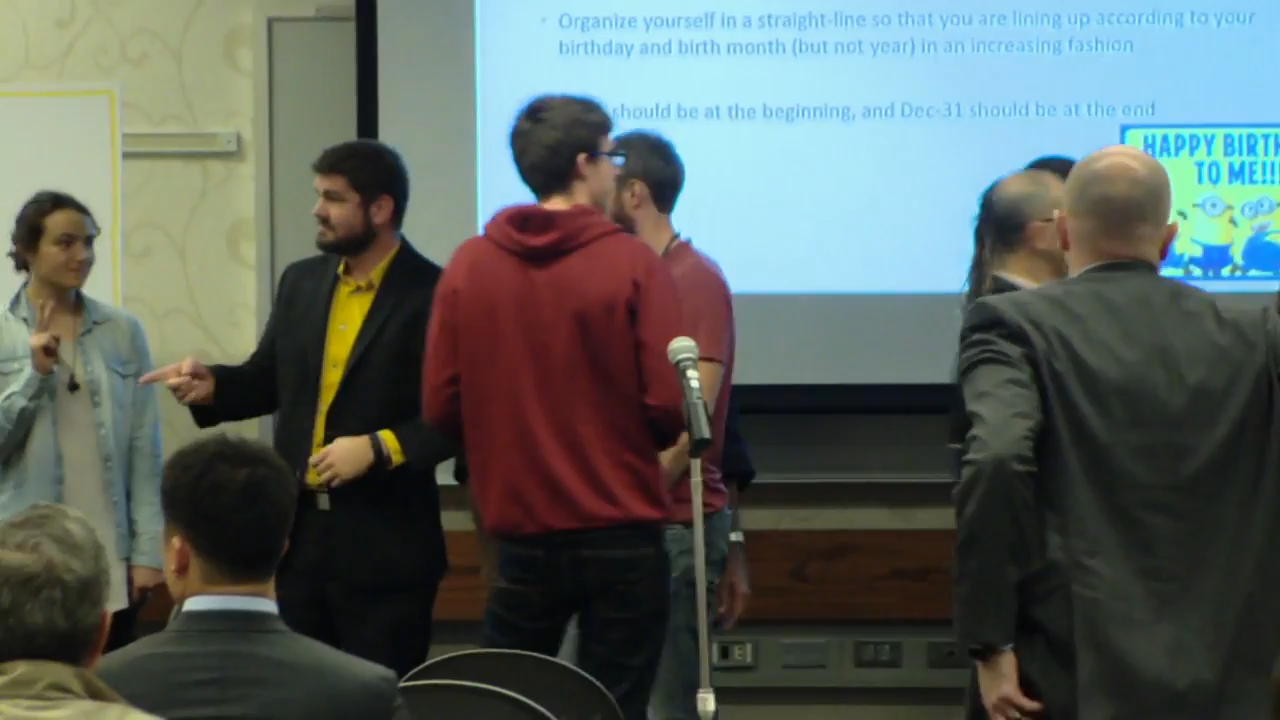 Organize yourself in a straight-line so that you are lining up according to your
birthday and birth month (but not year) in an increasing fashion
should be at the beginning, and Dec-31 should be at the end
HAPPY BIRTH
TO ME!!!